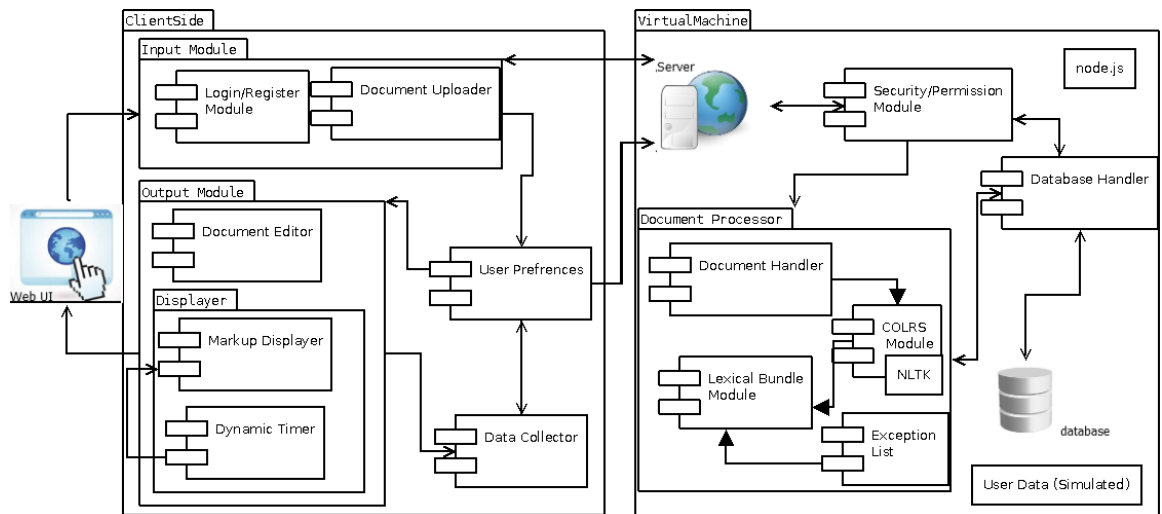 ClientSide
Input Module
Login/Register
Module
Document Uploader
Output Module
Document Editor
Displayer
Markup Displayer
Dynamic Timer
User Prefrences
Data Collector
Web UI
VirtualMachine
Server
Security/Permission
Module
node.js
Database Handler
Document Processor
Document Handler
COLRS
Module
NLTK
Lexical Bundle
Module
Exception
List
database
User Data (Simulated)